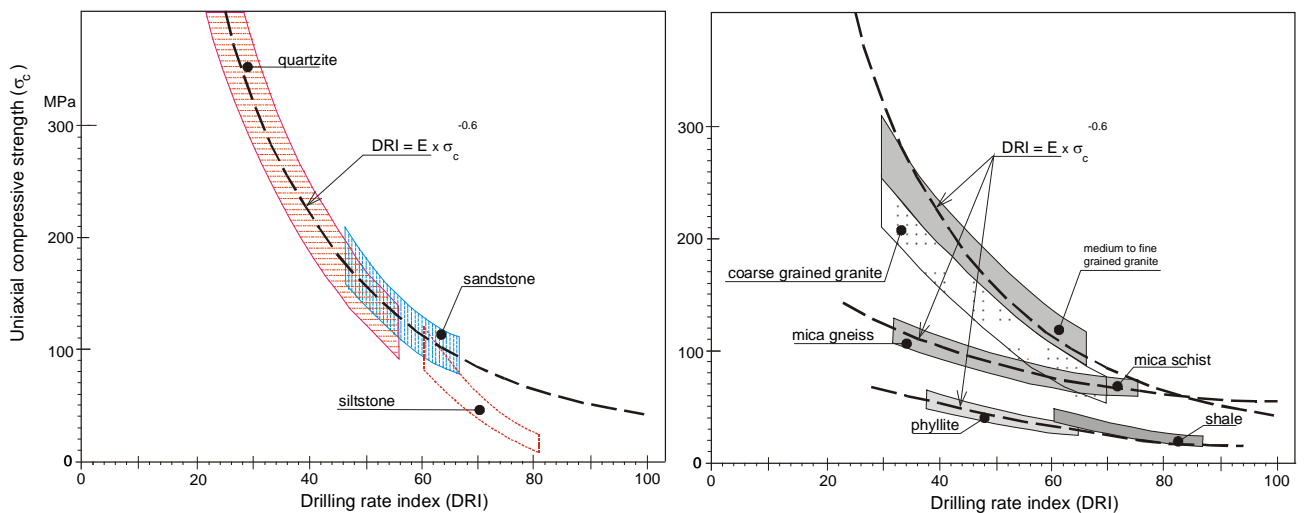 Uniaxial compressive strength (σc)
MPa
300
200
100
0
0
20
40
60
80
100
Drilling rate index (DRI)
quartzite
DRI = E x σc -0.6
sandstone
siltstone
300
200
100
0
0
20
40
60
80
100
Drilling rate index (DRI)
DRI = E x σc -0.6
coarse grained granite
medium to fine
grained granite
mica gneiss
mica schist
phyllite
shale